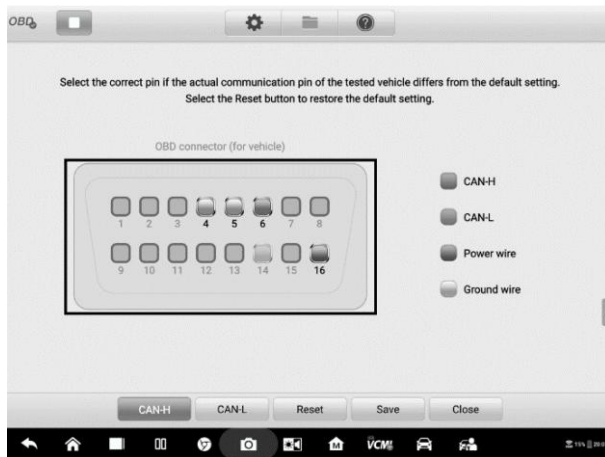 OBD
Select the correct pin if the actual communication pin of the tested vehicle differs from the default setting.
Select the Reset button to restore the default setting.
OBD connector (for vehicle)
1 2 3 4 5 6 7 8
9 10 11 12 13 14 15 16
CAN-H
CAN-L
Power wire
Ground wire
CAN-H CAN-L Reset Save Close
M VCMI